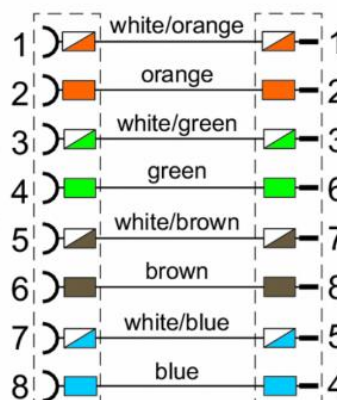 1 white/orange 1
2 orange 2
3 white/green 3
4 green 6
5 white/brown 7
6 brown 8
7 white/blue 5
8 blue 4